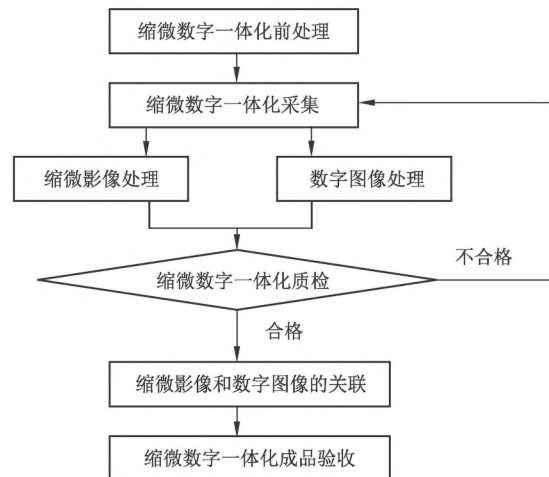 缩微数字一体化前处理
缩微数字一体化采集
缩微影像处理
数字图像处理
缩微数字一体化质检
不合格
合格
缩微影像和数字图像的关联
缩微数字一体化成品验收